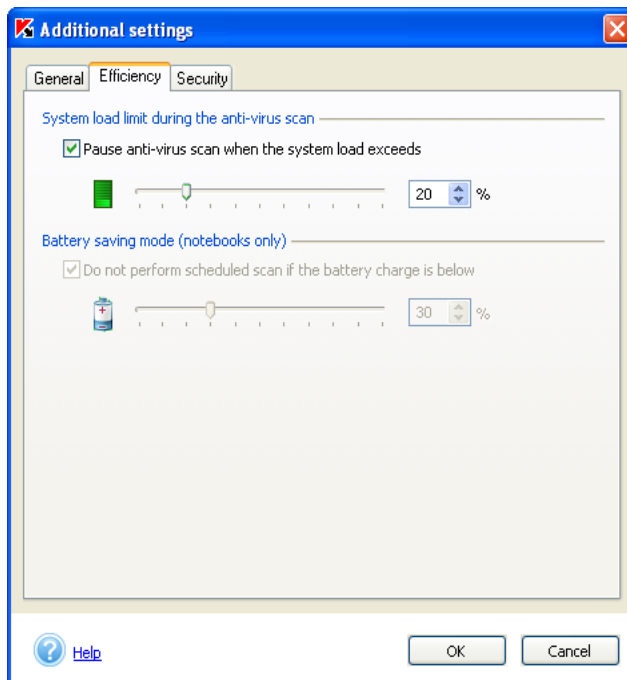 Additional settings
General Efficiency Security
System load limit during the anti-virus scan
Pause anti-virus scan when the system load exceeds
20 %
Battery saving mode (notebooks only)
Do not perform scheduled scan if the battery charge is below
30 %
Help OK Cancel